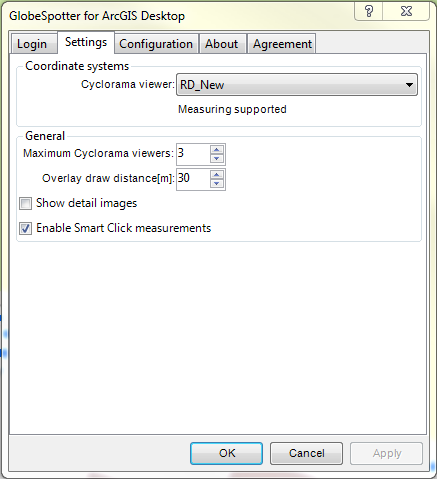 GlobeSpotter for ArcGIS Desktop
?
Login Settings Configuration About Agreement
Coordinate systems
Cyclorama viewer: RD_New
Measuring supported
General
Maximum Cyclorama viewers: 3
Overlay draw distance[m]: 30
Show detail images
Enable Smart Click measurements
OK Cancel Apply